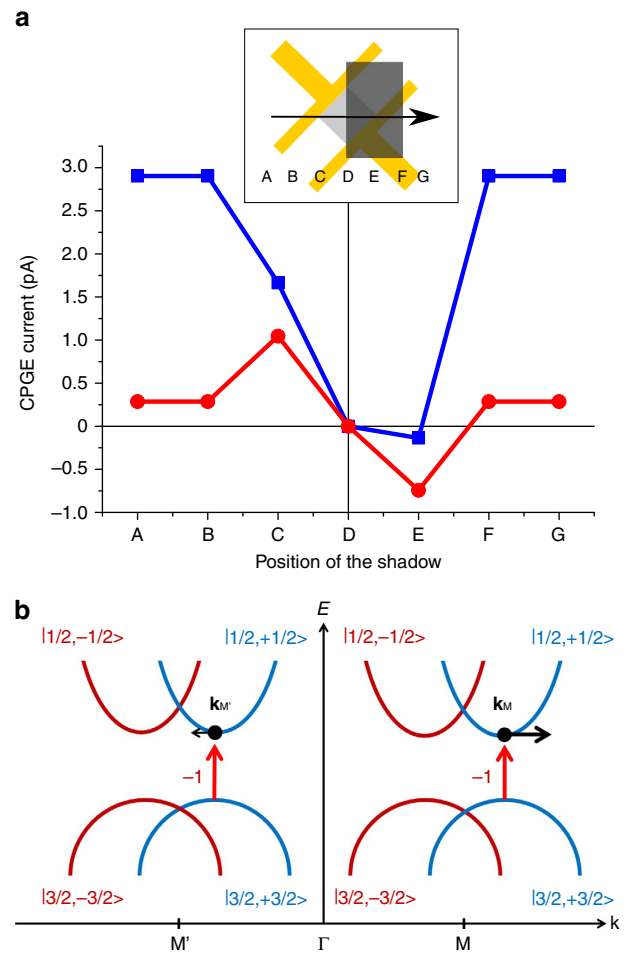 a
A B C D E F G
3.0
2.5
2.0
1.5
1.0
0.5
0
–0.5
–1.0
CPGE current (pA)
A B C D E F G
Position of the shadow
b
E
|1/2,–1/2> |1/2,+1/2> |1/2,–1/2> |1/2,+1/2>
kM' kM
–1 –1
|3/2,–3/2> |3/2,+3/2> |3/2,–3/2> |3/2,+3/2>
k
M' Γ M